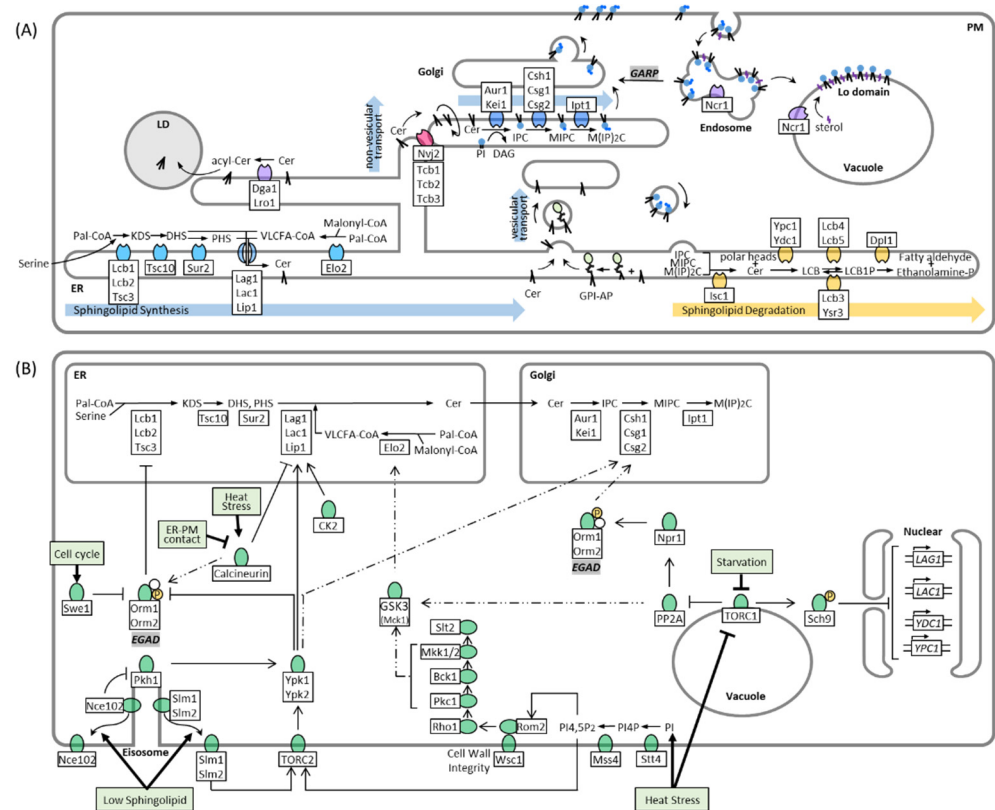 (A)
PM
Golgi
GARP
Csh1
Csg1
Csg2
Aur1
Kei1
Ipt1
Ncr1
Endosome
Lo domain
Ncr1
sterol
Vacuole
LD
non-vesicular
transport
Cer
Cer
IPC
MIPC
M(IP)2C
PI
DAG
Nvj2
Tcb1
Tcb2
Tcb3
acyl-Cer
Cer
Dga1
Lro1
vesicular
transport
Malonyl-CoA
Pal-CoA
KDS
DHS
PHS
VLCFA-CoA
Pal-CoA
Serine
Lcb1
Lcb2
Tsc3
Tsc10
Sur2
Cer
Lag1
Lac1
Lip1
Elo2
ER
Cer
GPI-AP
Ypc1
Ydc1
Lcb4
Lcb5
Dpl1
IPC
MIPC
M(IP)2C
polar heads
+
Cer
LCB
LCB1P
Fatty aldehyde
+
Ethanolamine-P
Isc1
Lcb3
Ysr3
Sphingolipid Synthesis
Sphingolipid Degradation
(B)
ER
Pal-CoA
Serine
KDS
DHS, PHS
Cer
Lcb1
Lcb2
Tsc3
Tsc10
Sur2
Lag1
Lac1
Lip1
VLCFA-CoA
Elo2
Pal-CoA
Malonyl-CoA
Golgi
Cer
IPC
MIPC
M(IP)2C
Aur1
Kei1
Csh1
Csg1
Csg2
Ipt1
Heat
Stress
CK2
ER-PM
contact
Calcineurin
Cell cycle
Swe1
P
Orm1
Orm2
EGAD
P
Orm1
Orm2
EGAD
Npr1
Starvation
PP2A
TORC1
P
Sch9
Vacuole
Nuclear
LAG1
LAC1
YDC1
YPC1
GSK3
(Mck1)
Slt2
Mkk1/2
Bck1
Pkc1
Rho1
Rom2
Wsc1
Cell Wall
Integrity
PI4,5P2
PI4P
PI
Mss4
Stt4
Pkh1
Ypk1
Ypk2
Nce102
Slm1
Slm2
Eisosome
Nce102
Slm1
Slm2
TORC2
Low Sphingolipid
Heat Stress